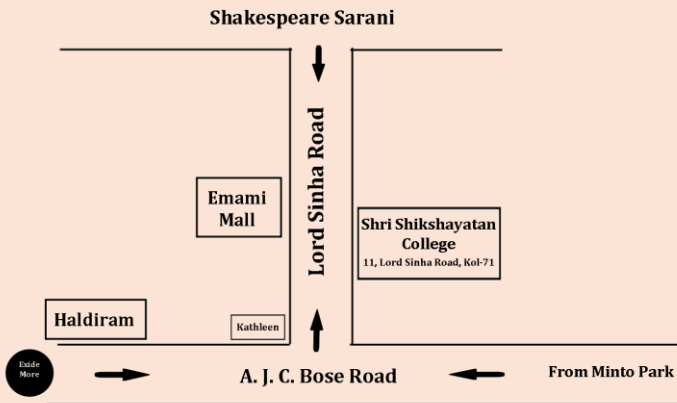 Shakespeare Sarani
Lord Sinha Road
Emami
Mall
Shri Shikshayatan
College
11, Lord Sinha Road, Kol-71
Haldiram
Kathleen
Exide
More
A. J. C. Bose Road
From Minto Park